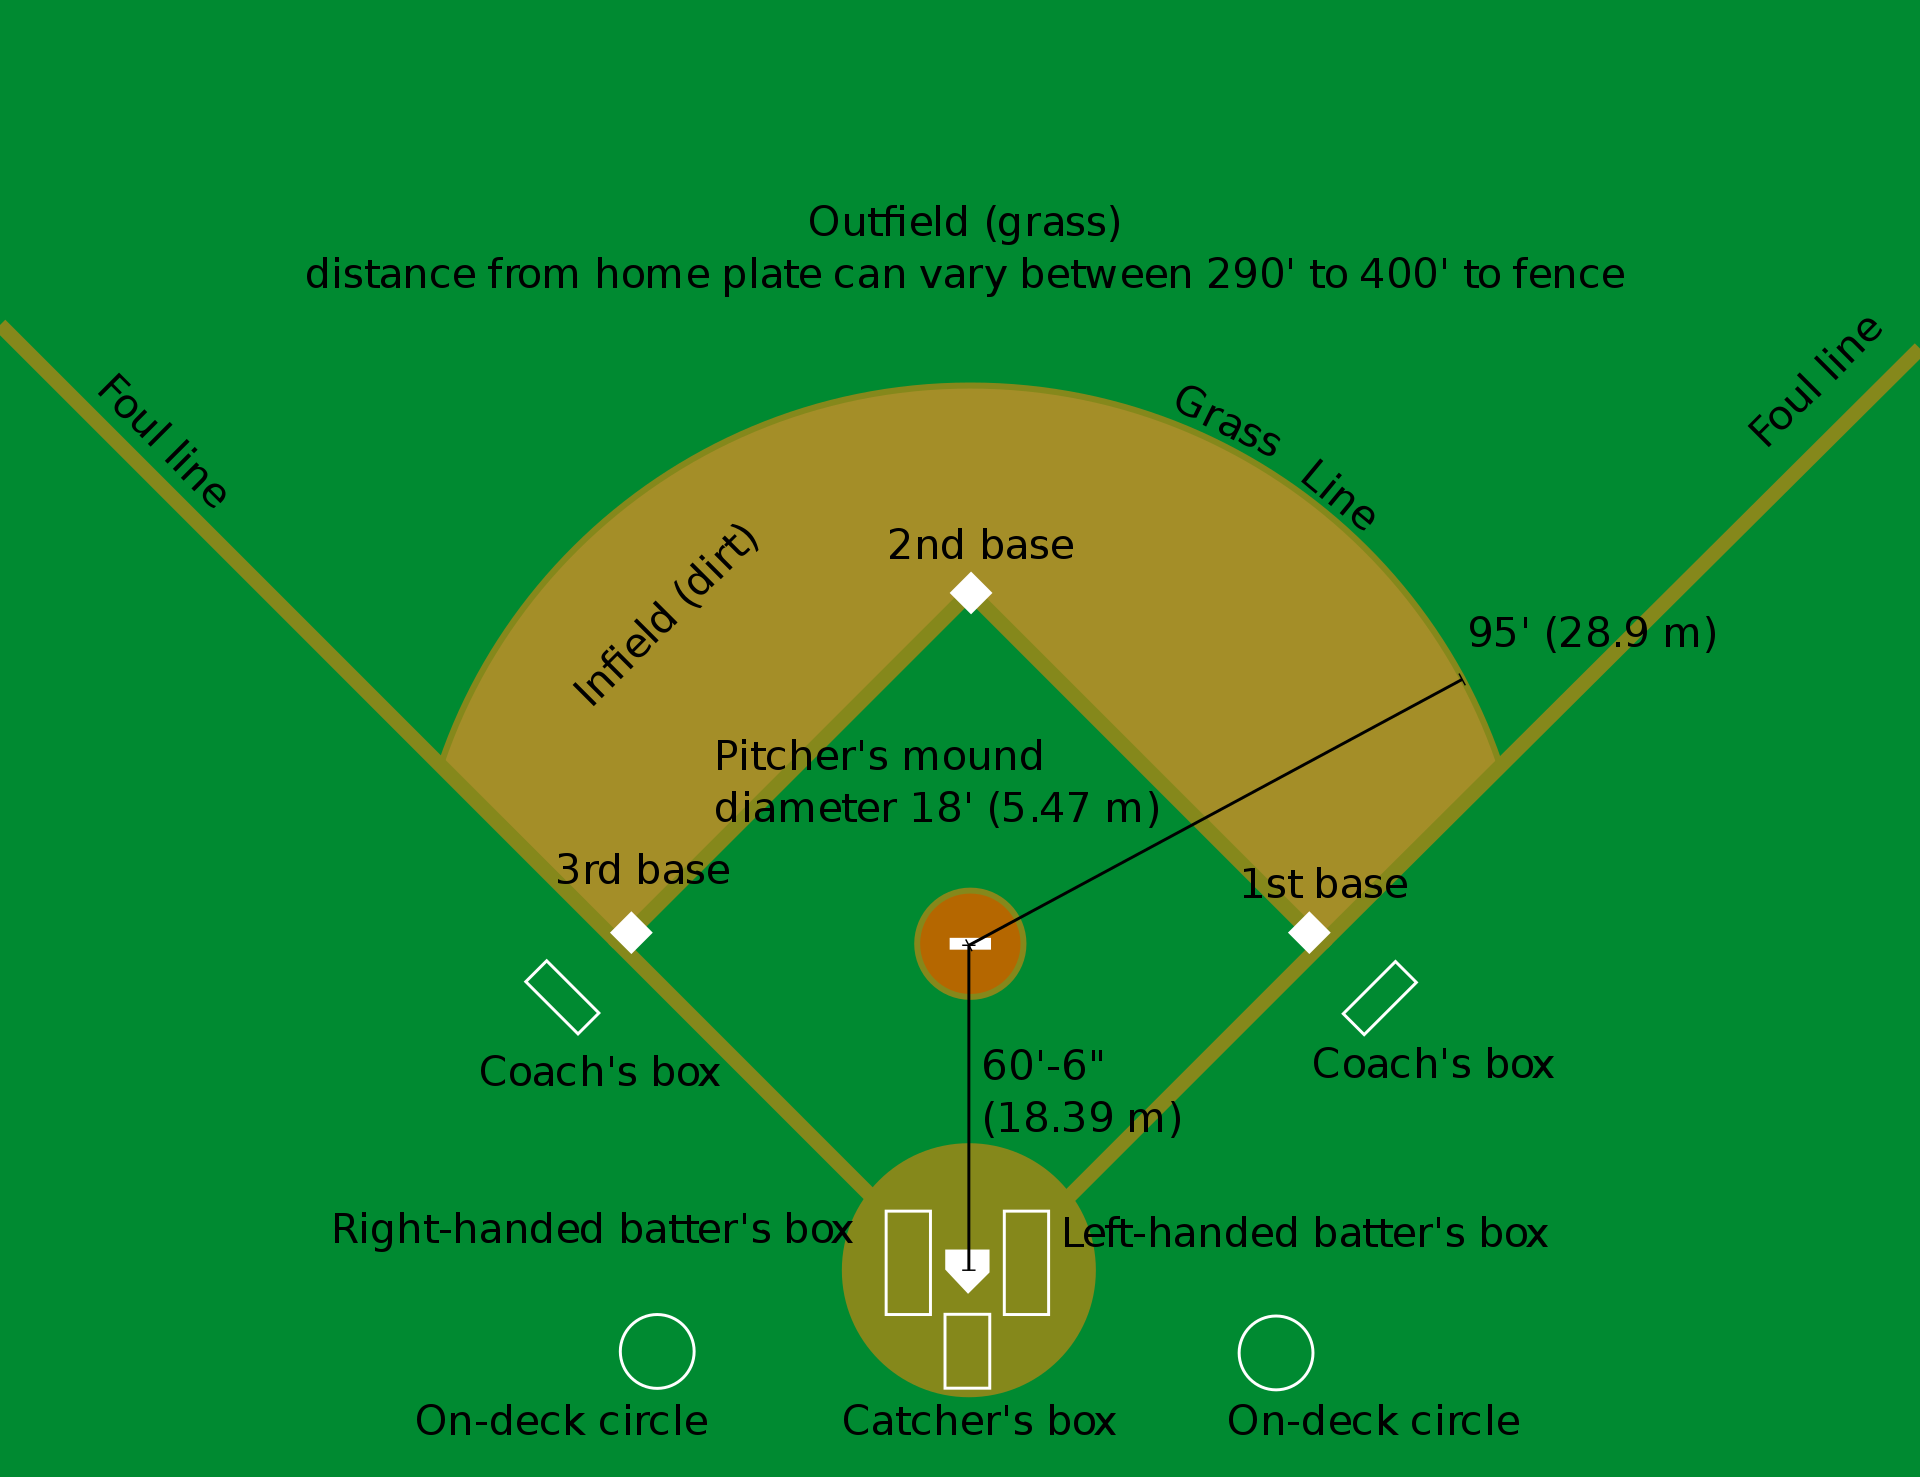 Outfield (grass)
distance from home plate can vary between 290' to 400' to fence
Foul line
Foul line
Grass Line
Infield (dirt)
2nd base
95' (28.9 m)
Pitcher's mound
diameter 18' (5.47 m)
3rd base
1st base
Coach's box
60'-6"
(18.39 m)
Coach's box
Right-handed batter's box
Left-handed batter's box
On-deck circle
Catcher's box
On-deck circle